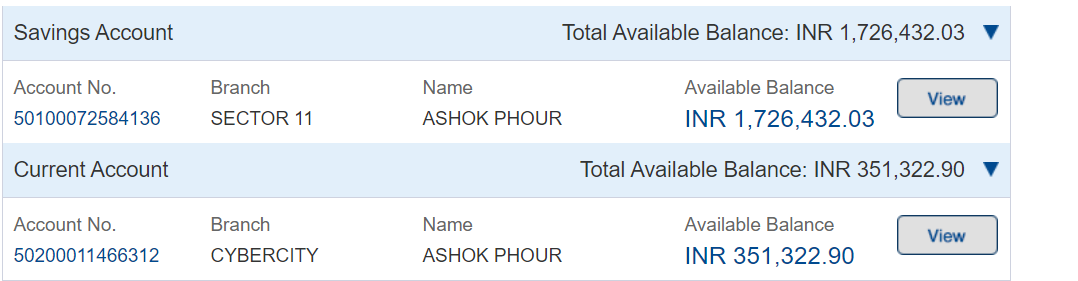 Savings Account Total Available Balance: INR 1,726,432.03 ▼
Account No. Branch Name Available Balance
50100072584136 SECTOR 11 ASHOK PHOUR INR 1,726,432.03 View
Current Account Total Available Balance: INR 351,322.90 ▼
Account No. Branch Name Available Balance
50200011466312 CYBERCITY ASHOK PHOUR INR 351,322.90 View